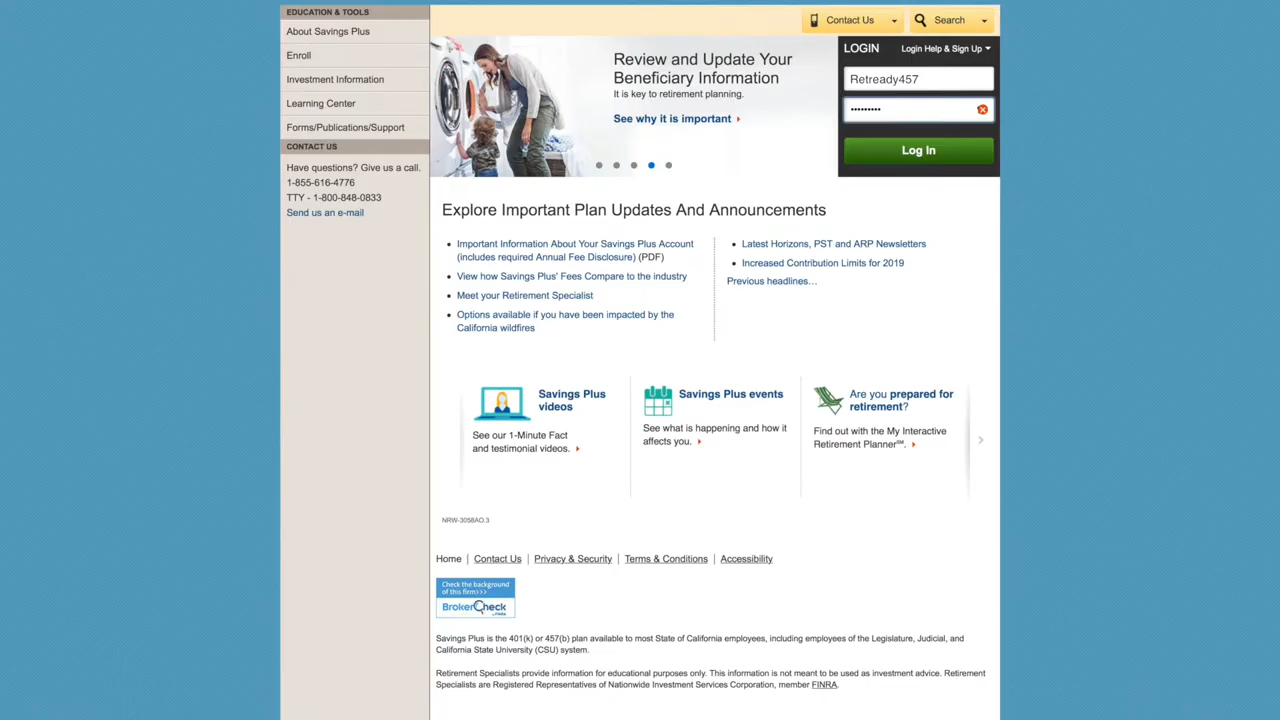 EDUCATION & TOOLS
About Savings Plus
Enroll
Investment Information
Learning Center
Forms/Publications/Support
CONTACT US
Have questions? Give us a call.
1-855-616-4776
TTY - 1-800-848-0833
Send us an e-mail
Contact Us
Search
Review and Update Your
Beneficiary Information
It is key to retirement planning.
See why it is important
LOGIN
Login Help & Sign Up
Retready457
•••••••••
Log In
Explore Important Plan Updates And Announcements
• Important Information About Your Savings Plus Account
(includes required Annual Fee Disclosure) (PDF)
• View how Savings Plus' Fees Compare to the industry
• Meet your Retirement Specialist
• Options available if you have been impacted by the
California wildfires
• Latest Horizons, PST and ARP Newsletters
• Increased Contribution Limits for 2019
Previous headlines…
Savings Plus
videos
See our 1-Minute Fact
and testimonial videos.
Savings Plus events
See what is happening and how it
affects you.
Are you prepared for
retirement?
Find out with the My Interactive
Retirement Planner℠.
NRW-3058AO.3
Home | Contact Us | Privacy & Security | Terms & Conditions | Accessibility
Check the background
of this firm>>>
BrokerCheck
by FINRA
Savings Plus is the 401(k) or 457(b) plan available to most State of California employees, including employees of the Legislature, Judicial, and
California State University (CSU) system.
Retirement Specialists provide information for educational purposes only. This information is not meant to be used as investment advice. Retirement
Specialists are Registered Representatives of Nationwide Investment Services Corporation, member FINRA.